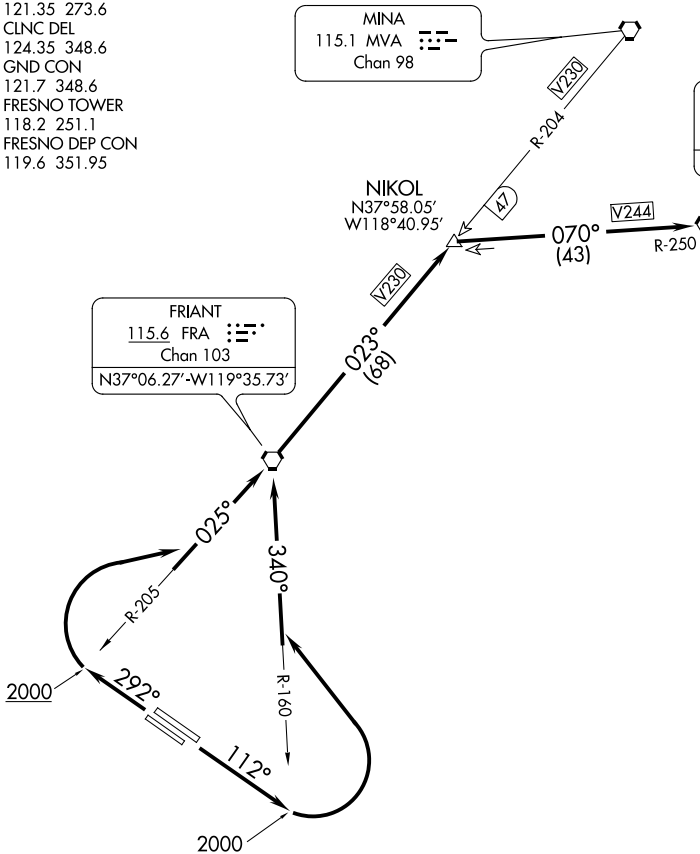 121.35 273.6
CLNC DEL
124.35 348.6
GND CON
121.7 348.6
FRESNO TOWER
118.2 251.1
FRESNO DEP CON
119.6 351.95
MINA
115.1 MVA
Chan 98
V230
R-204
47
NIKOL
N37°58.05'
W118°40.95'
V244
070°
(43)
R-250
V230
023°
(68)
FRIANT
115.6 FRA
Chan 103
N37°06.27'-W119°35.73'
025°
R-205
340°
R-160
2000
292°
112°
2000